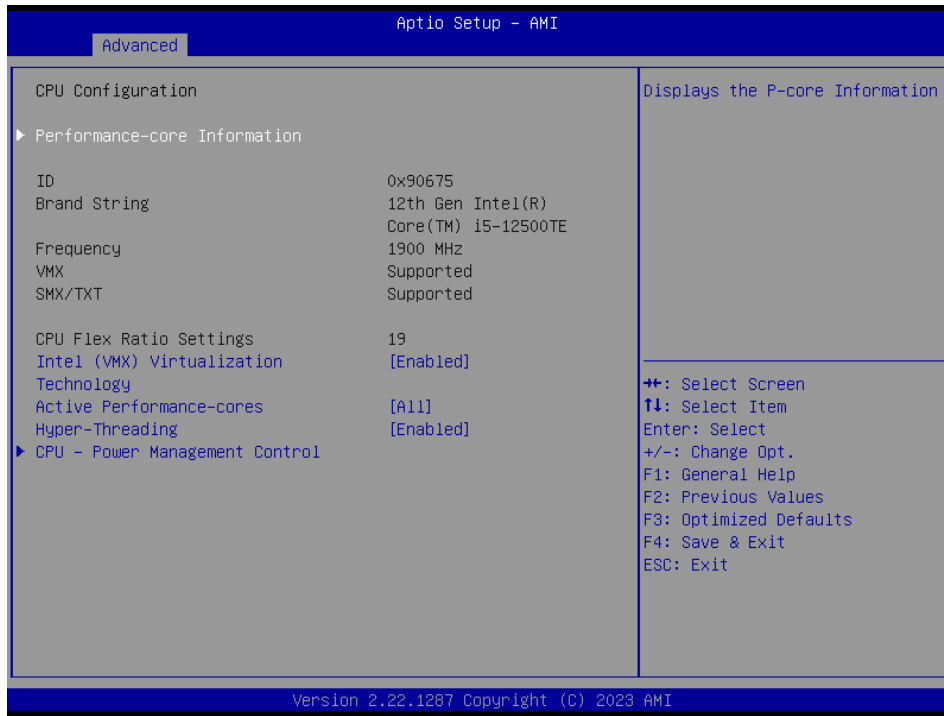 Aptio Setup – AMI
Advanced
CPU Configuration
Performance-core Information
ID 0x90675
Brand String 12th Gen Intel(R)
Core(TM) i5-12500TE
Frequency 1900 MHz
VMX Supported
SMX/TXT Supported
CPU Flex Ratio Settings 19
Intel (VMX) Virtualization [Enabled]
Technology
Active Performance-cores [All]
Hyper-Threading [Enabled]
CPU – Power Management Control
Displays the P-core Information
→←: Select Screen
↑↓: Select Item
Enter: Select
+/-: Change Opt.
F1: General Help
F2: Previous Values
F3: Optimized Defaults
F4: Save & Exit
ESC: Exit
Version 2.22.1287 Copyright (C) 2023 AMI